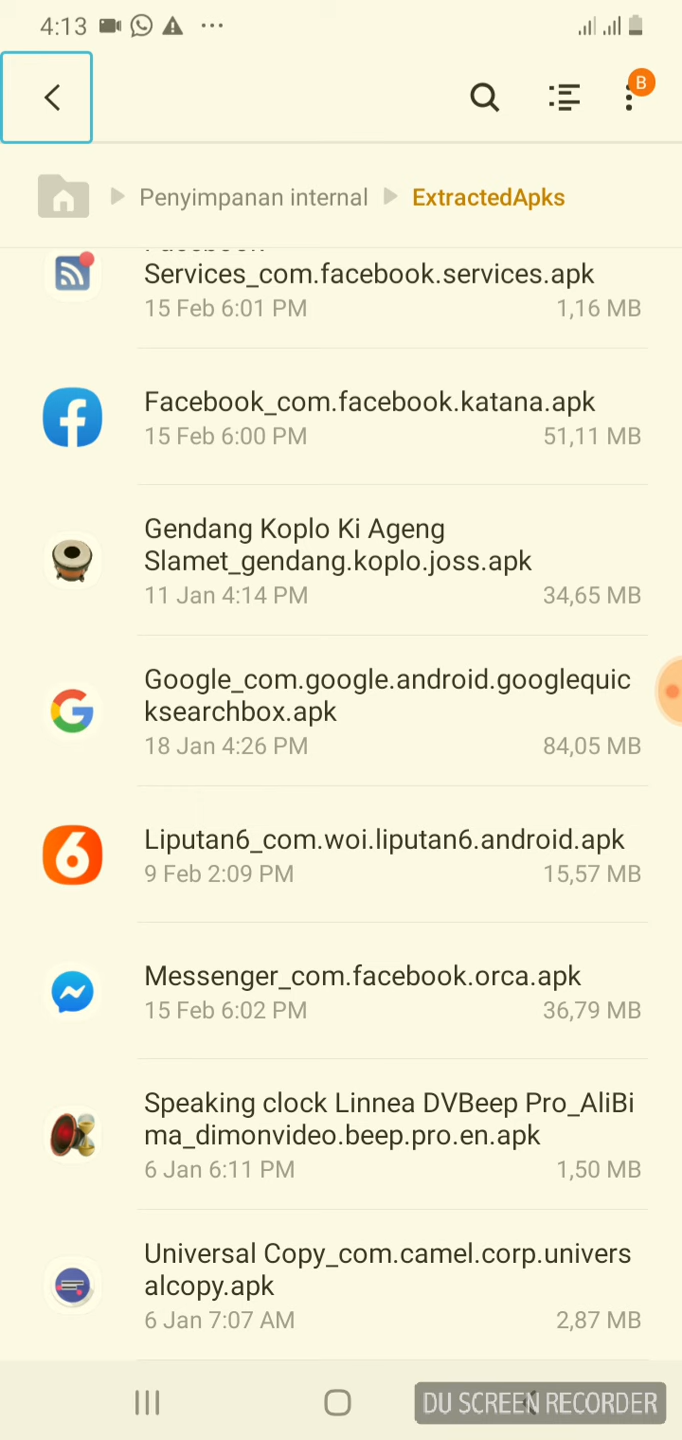 4:13
B
Penyimpanan internal
ExtractedApks
Services_com.facebook.services.apk
15 Feb 6:01 PM
1,16 MB
Facebook_com.facebook.katana.apk
15 Feb 6:00 PM
51,11 MB
Gendang Koplo Ki Ageng
Slamet_gendang.koplo.joss.apk
11 Jan 4:14 PM
34,65 MB
Google_com.google.android.googlequic
ksearchbox.apk
18 Jan 4:26 PM
84,05 MB
Liputan6_com.woi.liputan6.android.apk
9 Feb 2:09 PM
15,57 MB
Messenger_com.facebook.orca.apk
15 Feb 6:02 PM
36,79 MB
Speaking clock Linnea DVBeep Pro_AliBi
ma_dimonvideo.beep.pro.en.apk
6 Jan 6:11 PM
1,50 MB
Universal Copy_com.camel.corp.univers
alcopy.apk
6 Jan 7:07 AM
2,87 MB
DU SCREEN RECORDER